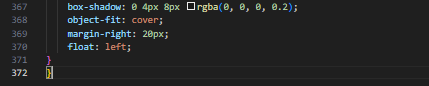 367 box-shadow: 0 4px 8px rgba(0, 0, 0, 0.2);
368 object-fit: cover;
369 margin-right: 20px;
370 float: left;
371 }
372 }